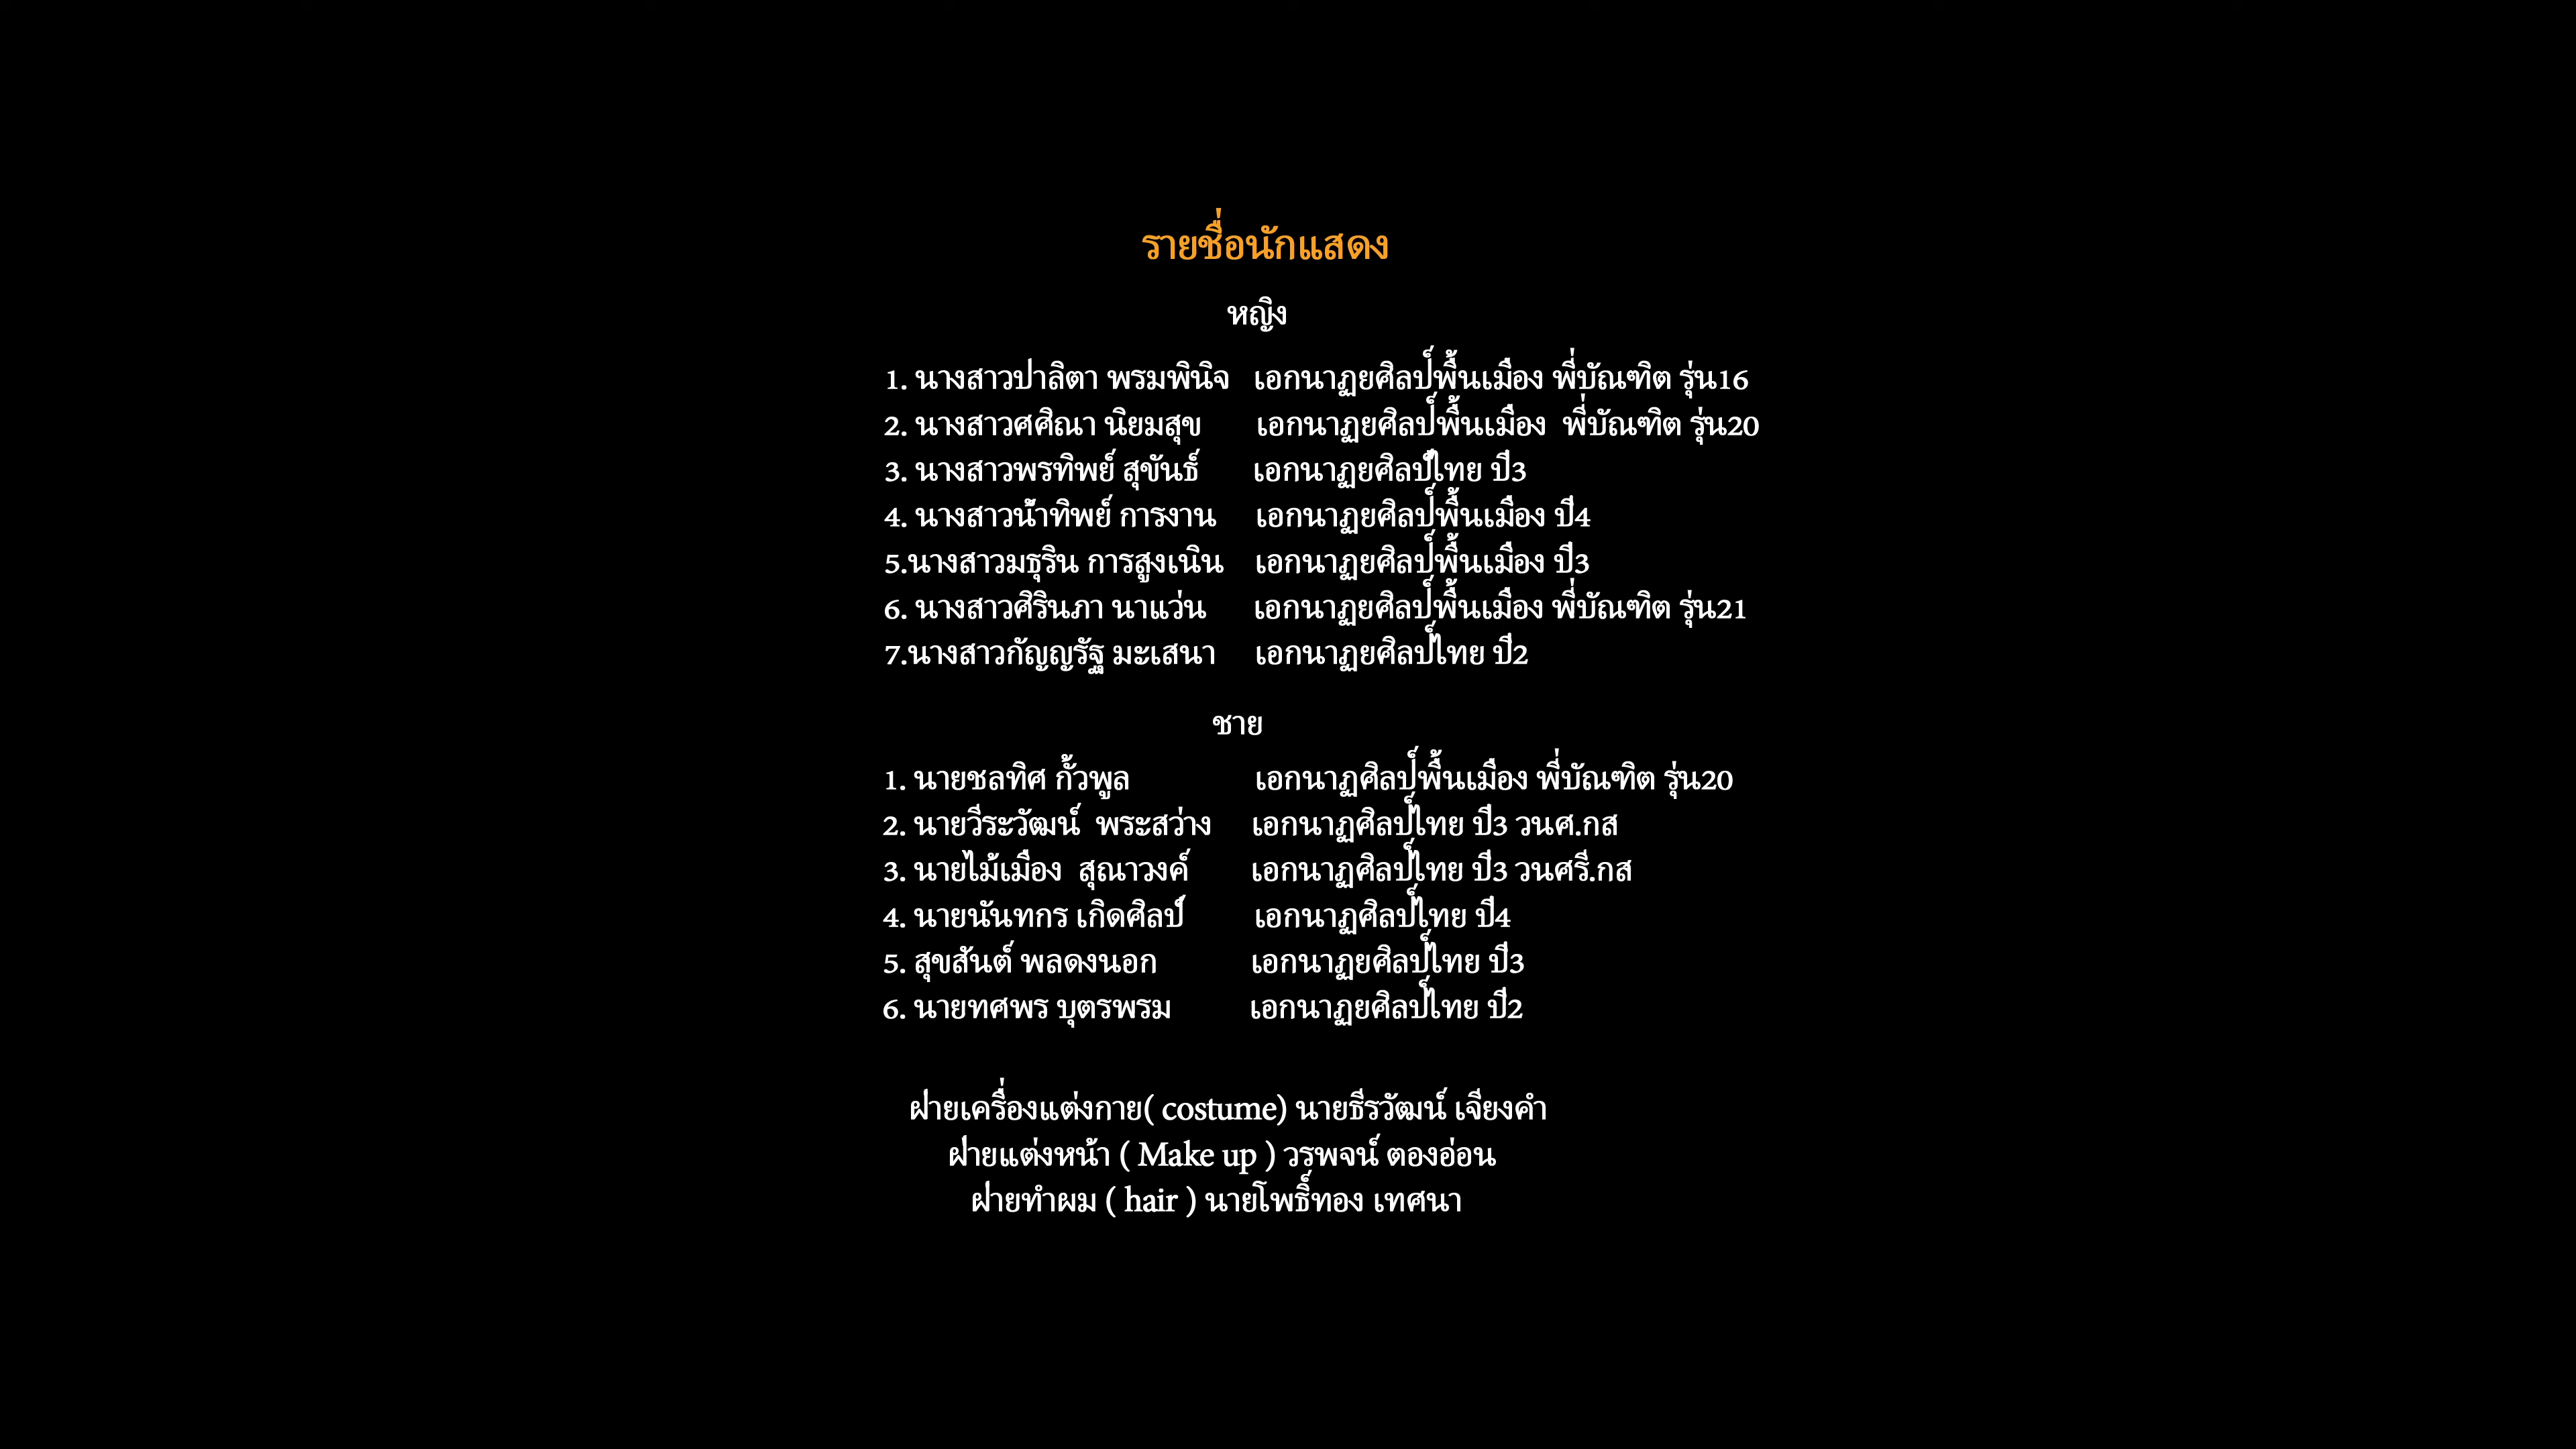 รายชื่อนักแสดง
หญิง
1. นางสาวปาลิตา พรมพินิจ เอกนาฏยศิลป์พื้นเมือง พี่บัณฑิต รุ่น16
2. นางสาวศศิณา นิยมสุข เอกนาฏยศิลป์พื้นเมือง พี่บัณฑิต รุ่น20
3. นางสาวพรทิพย์ สุขันธ์ เอกนาฏยศิลป์ไทย ปี3
4. นางสาวน้ำทิพย์ การงาน เอกนาฏยศิลป์พื้นเมือง ปี4
5.นางสาวมธุริน การสูงเนิน เอกนาฏยศิลป์พื้นเมือง ปี3
6. นางสาวศิรินภา นาแว่น เอกนาฏยศิลป์พื้นเมือง พี่บัณฑิต รุ่น21
7.นางสาวกัญญรัฐ มะเสนา เอกนาฏยศิลป์ไทย ปี2
ชาย
1. นายชลทิศ กั้วพูล เอกนาฏศิลป์พื้นเมือง พี่บัณฑิต รุ่น20
2. นายวีระวัฒน์ พระสว่าง เอกนาฏศิลป์ไทย ปี3 วนศ.กส
3. นายไม้เมือง สุณาวงค์ เอกนาฏศิลป์ไทย ปี3 วนศรี.กส
4. นายนันทกร เกิดศิลป์ เอกนาฏศิลป์ไทย ปี4
5. สุขสันต์ พลดงนอก เอกนาฏยศิลป์ไทย ปี3
6. นายทศพร บุตรพรม เอกนาฏยศิลป์ไทย ปี2
ฝ่ายเครื่องแต่งกาย( costume) นายธีรวัฒน์ เจียงคำ
ฝ่ายแต่งหน้า ( Make up ) วรพจน์ ตองอ่อน
ฝ่ายทำผม ( hair ) นายโพธิ์ทอง เทศนา